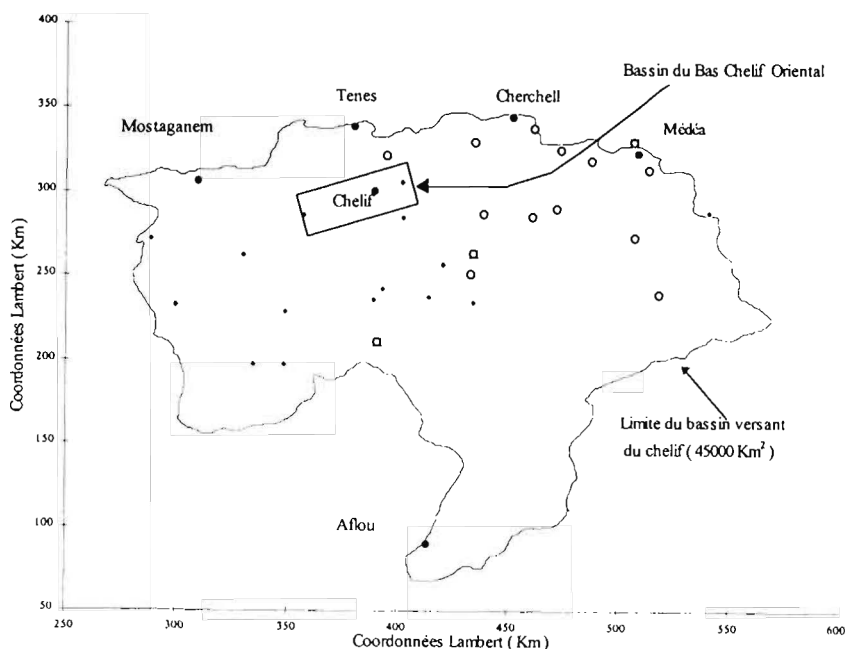 400
350
300
250
200
150
100
50
Coordonnées Lambert (Km)
Bassin du Bas Chelif Oriental
Tenes
Cherchell
Mostaganem
Médéa
Chelif
Limite du bassin versant
du chelif ( 45000 Km²)
Aflou
250
300
350
400
450
500
550
600
Coordonnées Lambert ( Km)